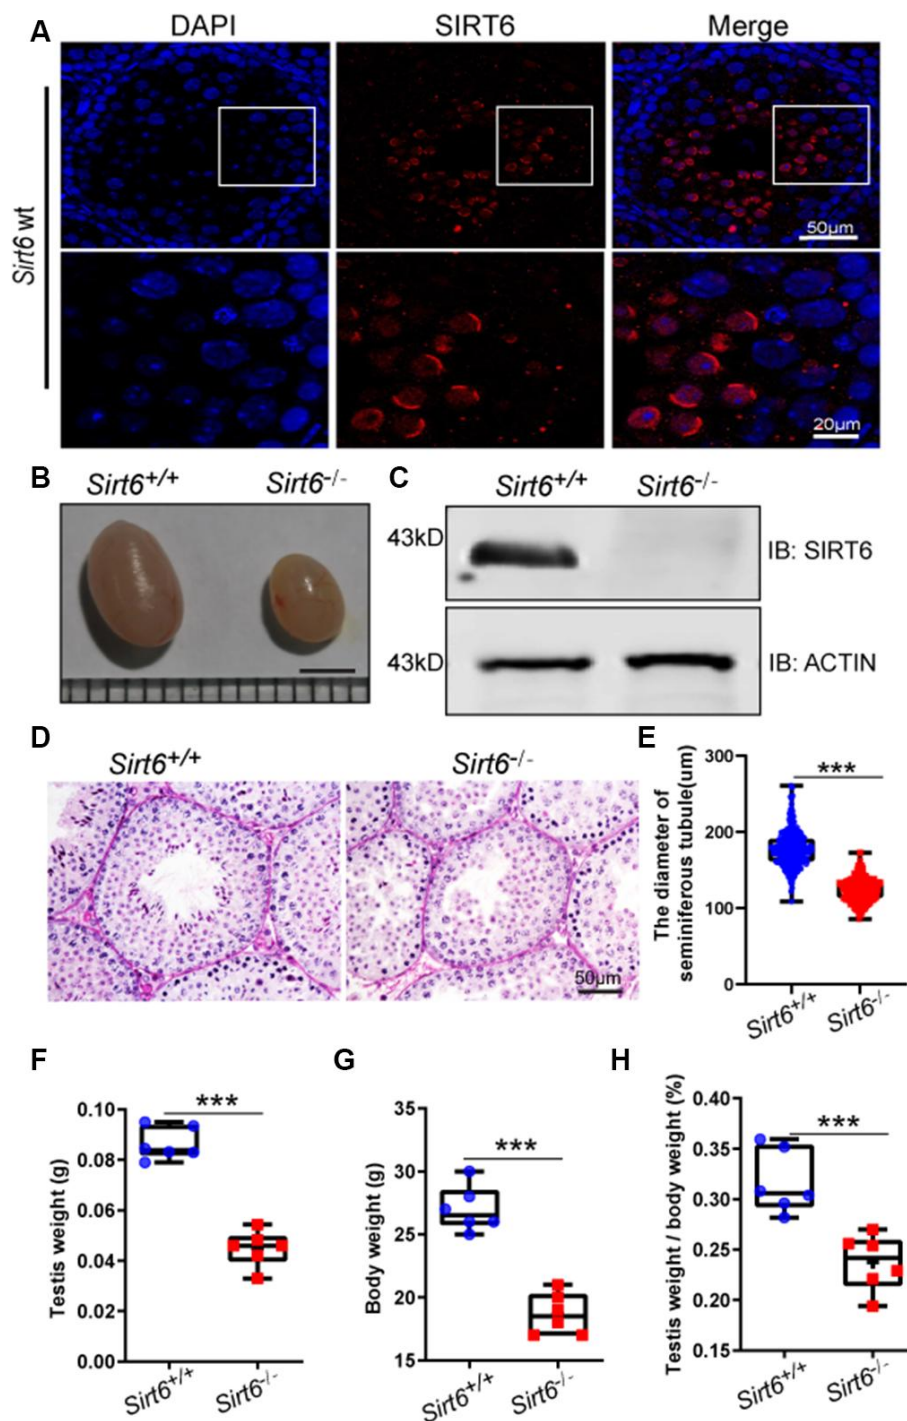 A
DAPI SIRT6 Merge
Sirt6 wt
50µm
20µm
B
Sirt6+/+ Sirt6-/-
C
Sirt6+/+ Sirt6-/-
43kD IB: SIRT6
43kD IB: ACTIN
D
Sirt6+/+ Sirt6-/-
50µm
E
The diameter of
seminiferous tubule(um)
300
200
100
0
***
Sirt6+/+ Sirt6-/-
F
Testis weight (g)
0.10
0.08
0.06
0.04
0.02
0.00
***
Sirt6+/+ Sirt6-/-
G
Body weight (g)
35
30
25
20
15
***
Sirt6+/+ Sirt6-/-
H
Testis weight / body weight (%)
0.40
0.35
0.30
0.25
0.20
0.15
***
Sirt6+/+ Sirt6-/-